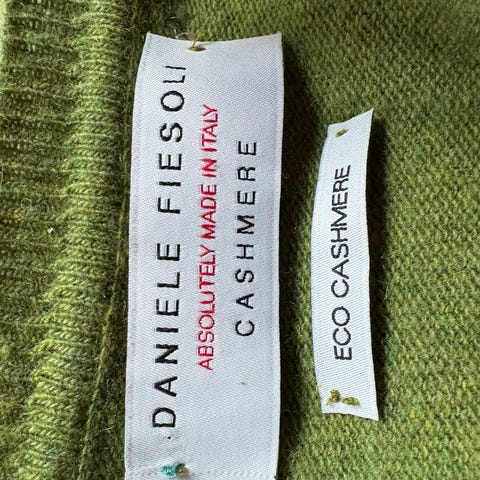 DANIELE FIESOLI
ABSOLUTELY MADE IN ITALY
CASHMERE
ECO CASHMERE